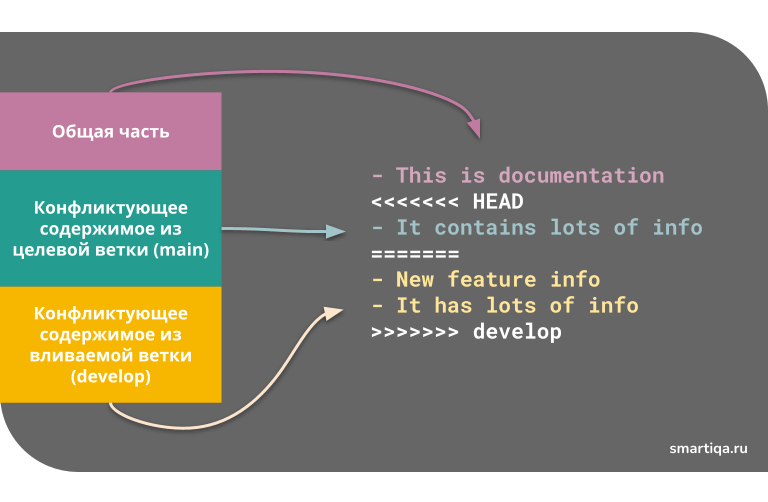 Общая часть
Конфликтующее
содержимое из
целевой ветки (main)
Конфликтующее
содержимое из
вливаемой ветки
(develop)
- This is documentation
<<<<<<< HEAD
- It contains lots of info
=======
- New feature info
- It has lots of info
>>>>>>> develop
smartiqa.ru